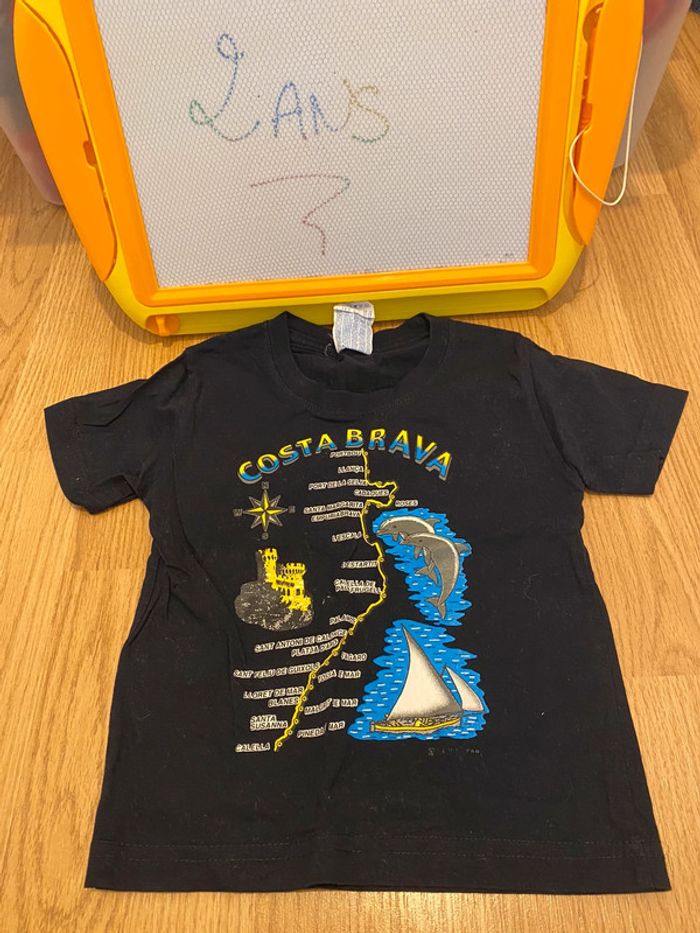 2 ANS
COSTA BRAVA
PORTBOU
LLANÇA
PORT DE LA SELVA
CADAQUES
ROSES
SANTA MARGARITA
EMPURIABRAVA
L'ESCALA
L'ESTARTIT
CALELLA DE
PALAFRUGELL
PALAMOS
SANT ANTONI DE CALONGE
PLATJA D'ARO
S'AGARO
SANT FELIU DE GUIXOLS
TOSSA DE MAR
LLORET DE MAR
BLANES
MALGRAT DE MAR
SANTA
SUSANNA
PINEDA MAR
CALELLA